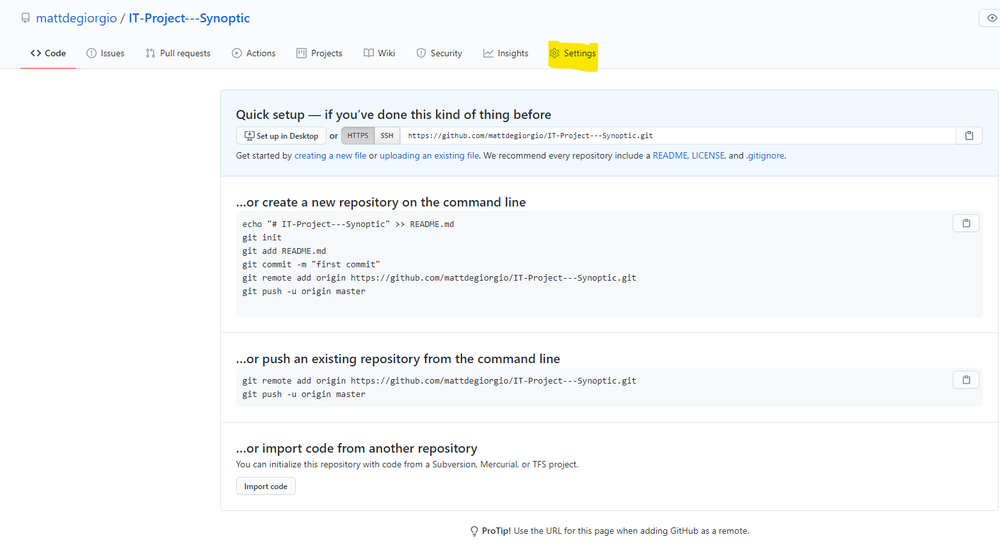 mattdegiorgio / IT-Project---Synoptic
Code Issues Pull requests Actions Projects Wiki Security Insights Settings
Quick setup — if you've done this kind of thing before
Set up in Desktop or HTTPS SSH https://github.com/mattdegiorgio/IT-Project---Synoptic.git
Get started by creating a new file or uploading an existing file. We recommend every repository include a README, LICENSE, and .gitignore.
…or create a new repository on the command line
echo "# IT-Project---Synoptic" >> README.md
git init
git add README.md
git commit -m "first commit"
git remote add origin https://github.com/mattdegiorgio/IT-Project---Synoptic.git
git push -u origin master
…or push an existing repository from the command line
git remote add origin https://github.com/mattdegiorgio/IT-Project---Synoptic.git
git push -u origin master
…or import code from another repository
You can initialize this repository with code from a Subversion, Mercurial, or TFS project.
Import code
ProTip! Use the URL for this page when adding GitHub as a remote.